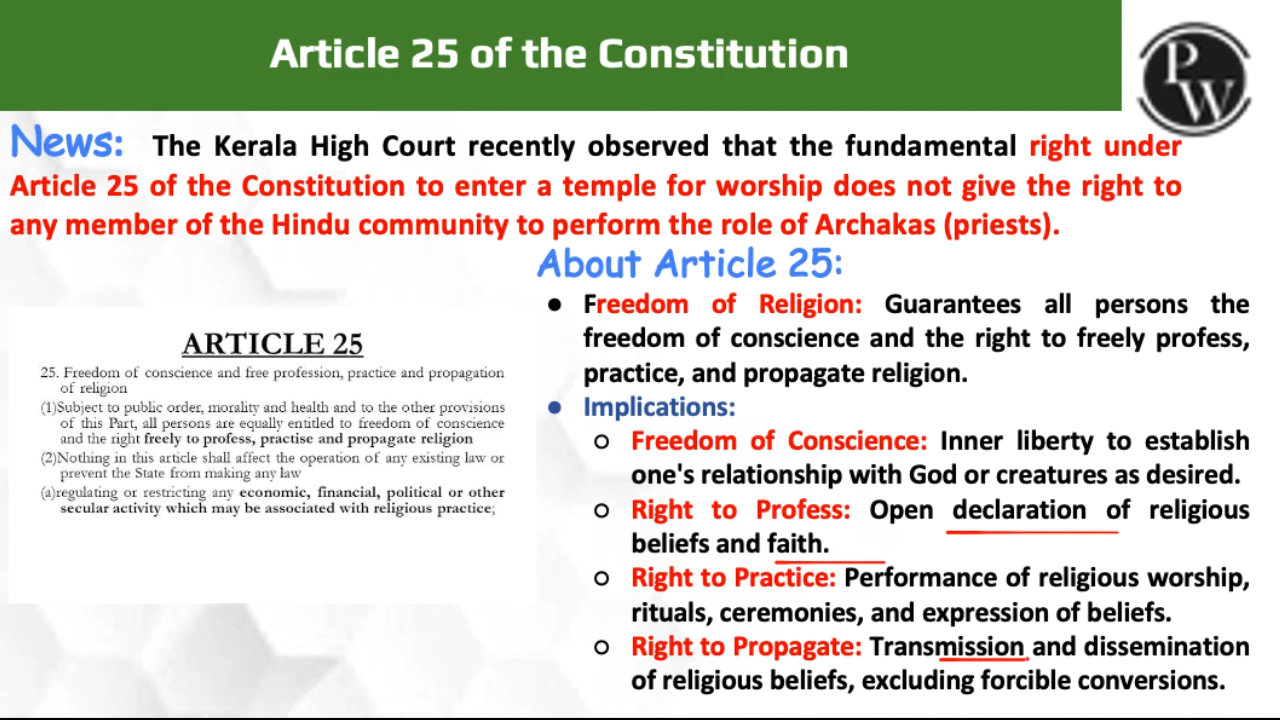 Article 25 of the Constitution
P
W
News: The Kerala High Court recently observed that the fundamental right under
Article 25 of the Constitution to enter a temple for worship does not give the right to
any member of the Hindu community to perform the role of Archakas (priests).
ARTICLE 25
25. Freedom of conscience and free profession, practice and propagation
of religion
(1)Subject to public order, morality and health and to the other provisions
of this Part, all persons are equally entitled to freedom of conscience
and the right freely to profess, practise and propagate religion
(2)Nothing in this article shall affect the operation of any existing law or
prevent the State from making any law
(a)regulating or restricting any economic, financial, political or other
secular activity which may be associated with religious practice;
About Article 25:
● Freedom of Religion: Guarantees all persons the
freedom of conscience and the right to freely profess,
practice, and propagate religion.
● Implications:
○ Freedom of Conscience: Inner liberty to establish
one's relationship with God or creatures as desired.
○ Right to Profess: Open declaration of religious
beliefs and faith.
○ Right to Practice: Performance of religious worship,
rituals, ceremonies, and expression of beliefs.
○ Right to Propagate: Transmission and dissemination
of religious beliefs, excluding forcible conversions.